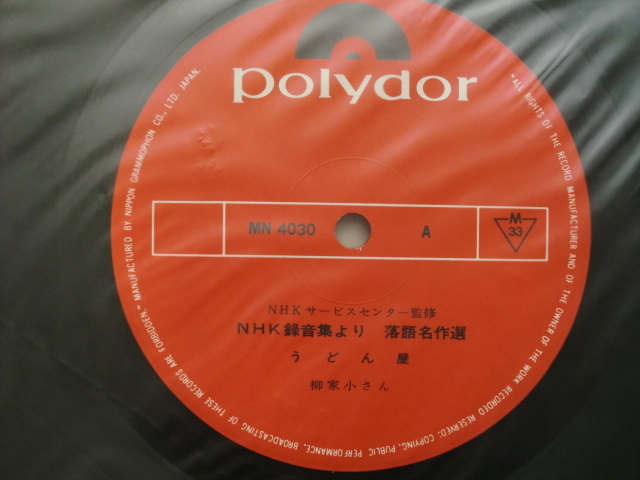 polydor
MN 4030
A
M
33
NHKサービスセンター監修
NHK録音集より 落語名作選
うどん屋
柳家小さん
"ALL RIGHTS OF THE RECORD MANUFACTURER AND OF THE OWNER OF THE WORK RECORDED RESERVED; COPYING, PUBLIC PERFORMANCE, BROADCASTING OF THESE RECORDS ARE FORBIDDEN." MANUFACTURED BY NIPPON GRAMMOPHON CO., LTD. JAPAN.